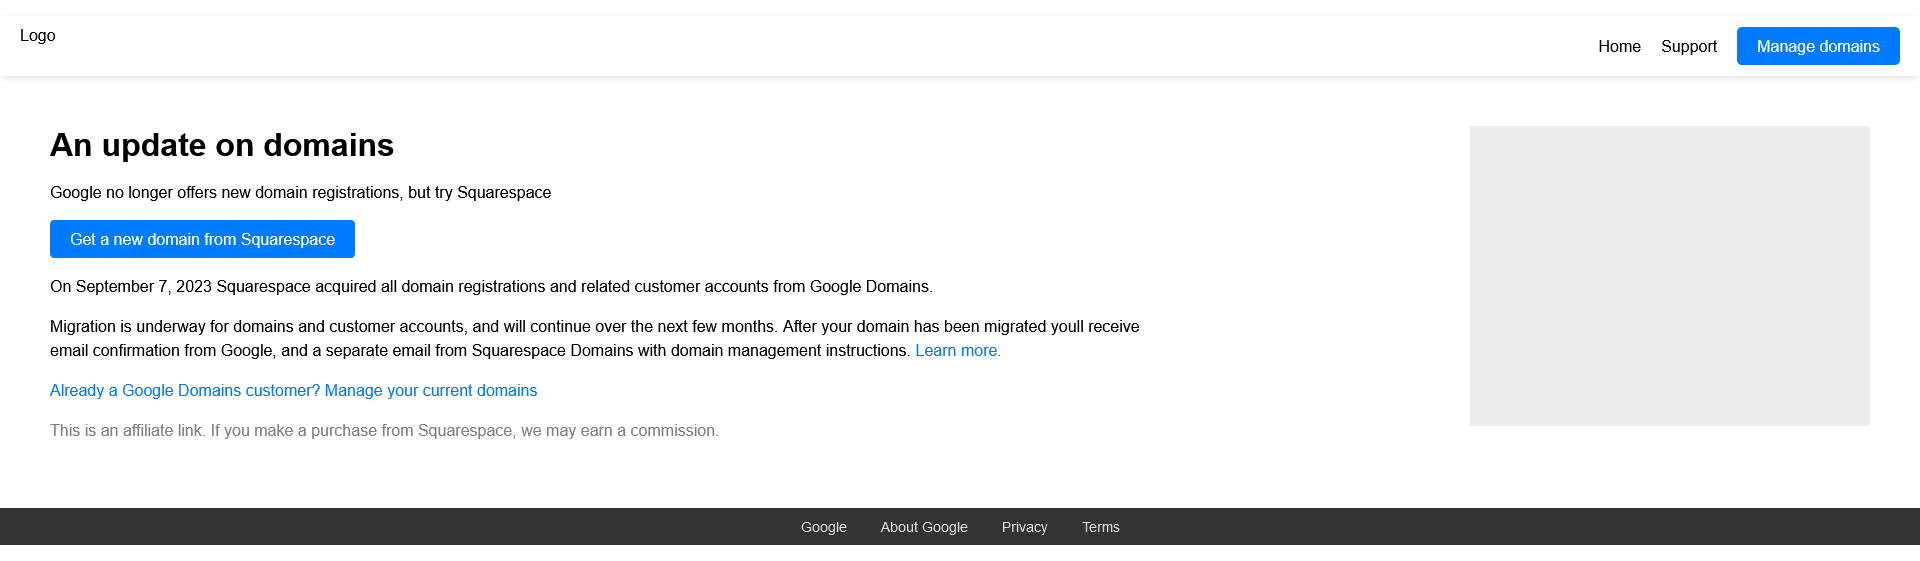 Logo
Home Support Manage domains
An update on domains
Google no longer offers new domain registrations, but try Squarespace
Get a new domain from Squarespace
On September 7, 2023 Squarespace acquired all domain registrations and related customer accounts from Google Domains.
Migration is underway for domains and customer accounts, and will continue over the next few months. After your domain has been migrated youll receive
email confirmation from Google, and a separate email from Squarespace Domains with domain management instructions. Learn more.
Already a Google Domains customer? Manage your current domains
This is an affiliate link. If you make a purchase from Squarespace, we may earn a commission.
Google About Google Privacy Terms